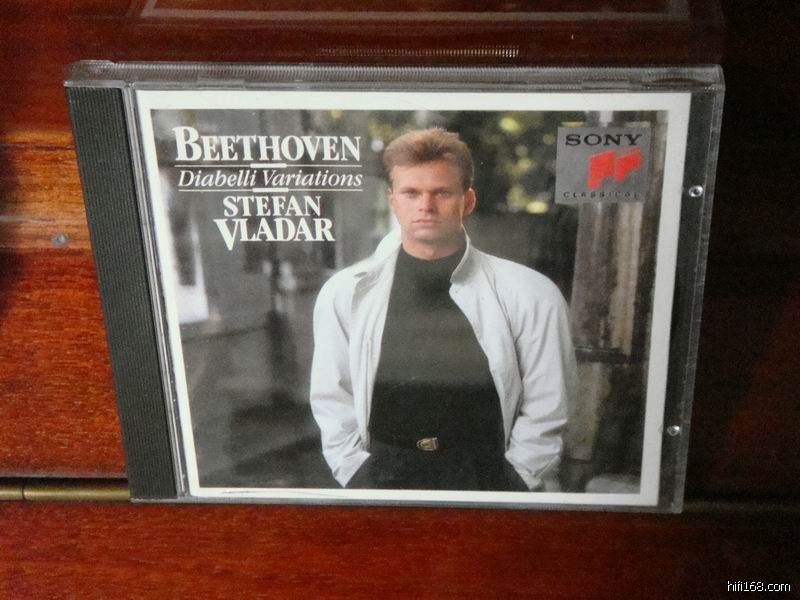 BEETHOVEN
Diabelli Variations
STEFAN
VLADAR
SONY
CLASSICAL
hifi168.com